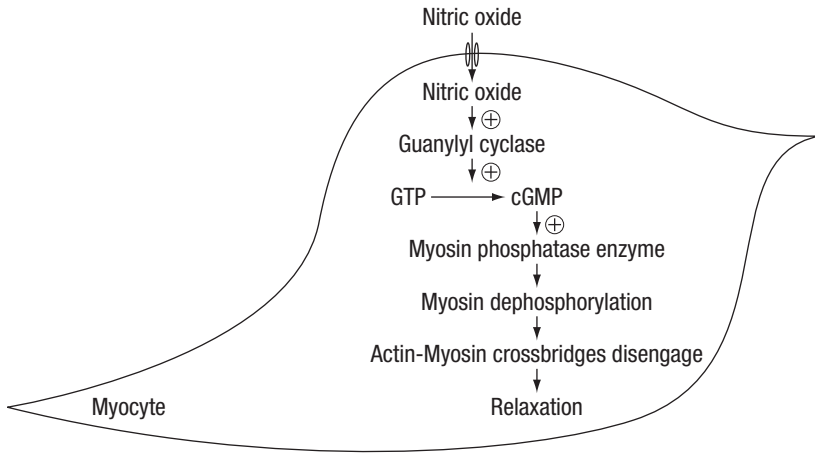 Nitric oxide
Nitric oxide
Guanylyl cyclase
GTP cGMP
Myosin phosphatase enzyme
Myosin dephosphorylation
Actin-Myosin crossbridges disengage
Myocyte Relaxation